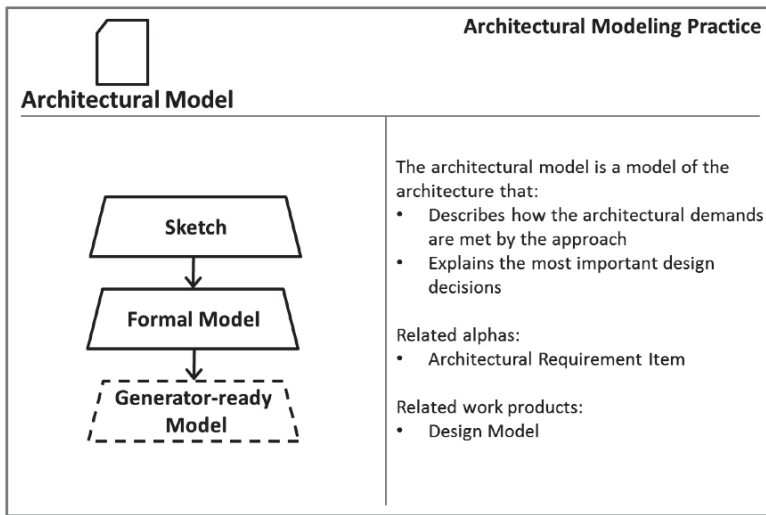 Architectural Modeling Practice
Architectural Model
Sketch
Formal Model
Generator-ready
Model
The architectural model is a model of the
architecture that:
• Describes how the architectural demands
are met by the approach
• Explains the most important design
decisions
Related alphas:
• Architectural Requirement Item
Related work products:
• Design Model